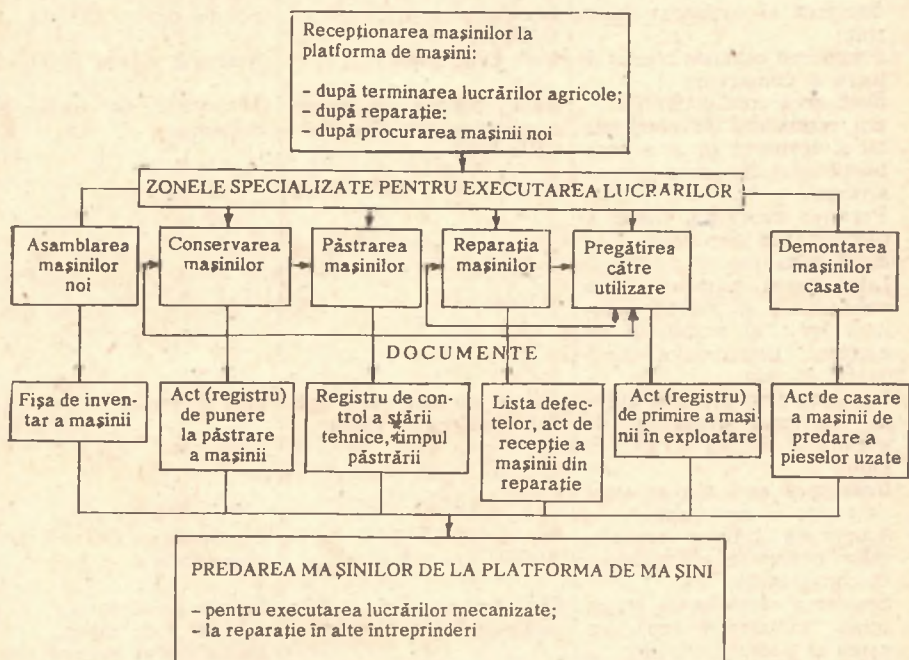 Recepționarea mașinilor la
platforma de mașini:
– după terminarea lucrărilor agricole;
– după reparație:
– după procurarea mașinii noi
ZONELE SPECIALIZATE PENTRU EXECUTAREA LUCRĂRILOR
Asamblarea
mașinilor
noi
Conservarea
mașinilor
Păstrarea
mașinilor
Reparația
mașinilor
Pregătirea
către
utilizare
Demontarea
mașinilor
casate
DOCUMENTE
Fișa de inven-
tar a mașinii
Act (registru)
de punere
la păstrare
a mașinii
Registru de con-
trol a stării
tehnice, timpul
păstrării
Lista defec-
telor, act de
recepție a
mașinii din
reparație
Act (registru)
de primire a mași
nii în exploatare
Act de casare
a mașinii de
predare a
pieselor uzate
PREDAREA MAȘINILOR DE LA PLATFORMA DE MAȘINI
– pentru executarea lucrărilor mecanizate;
– la reparație în alte întreprinderi